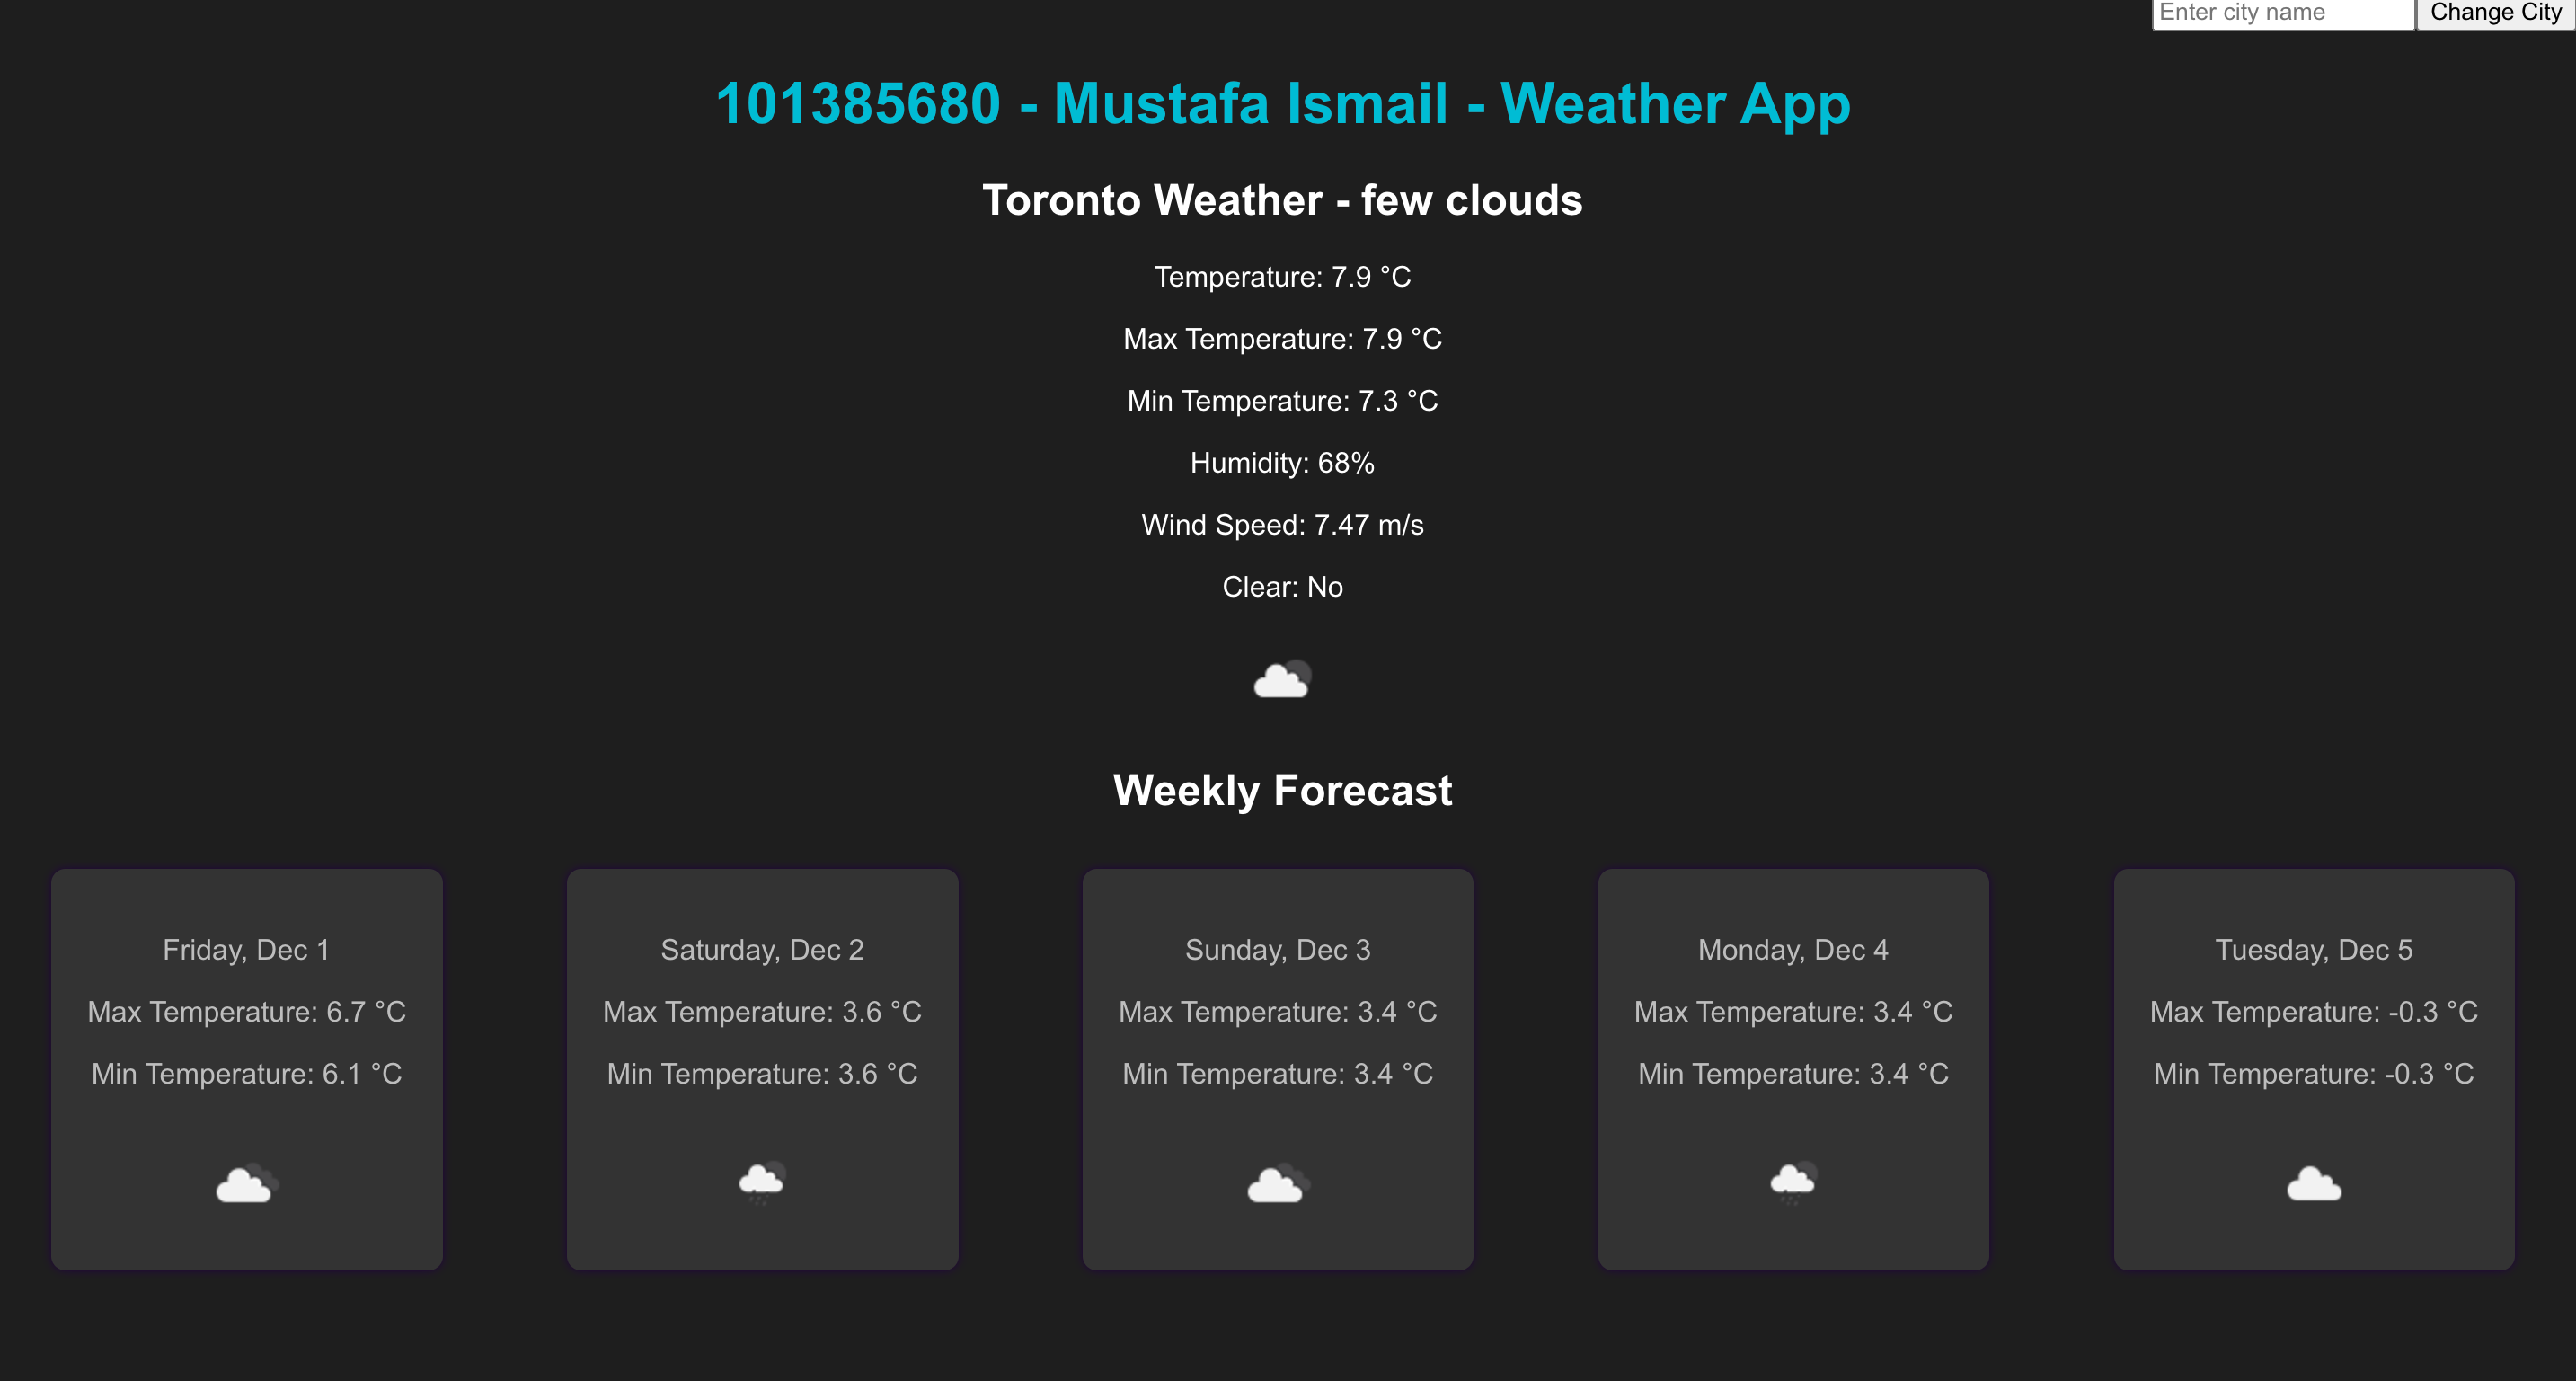 Enter city name Change City
101385680 - Mustafa Ismail - Weather App
Toronto Weather - few clouds
Temperature: 7.9 °C
Max Temperature: 7.9 °C
Min Temperature: 7.3 °C
Humidity: 68%
Wind Speed: 7.47 m/s
Clear: No
Weekly Forecast
Friday, Dec 1
Max Temperature: 6.7 °C
Min Temperature: 6.1 °C
Saturday, Dec 2
Max Temperature: 3.6 °C
Min Temperature: 3.6 °C
Sunday, Dec 3
Max Temperature: 3.4 °C
Min Temperature: 3.4 °C
Monday, Dec 4
Max Temperature: 3.4 °C
Min Temperature: 3.4 °C
Tuesday, Dec 5
Max Temperature: -0.3 °C
Min Temperature: -0.3 °C